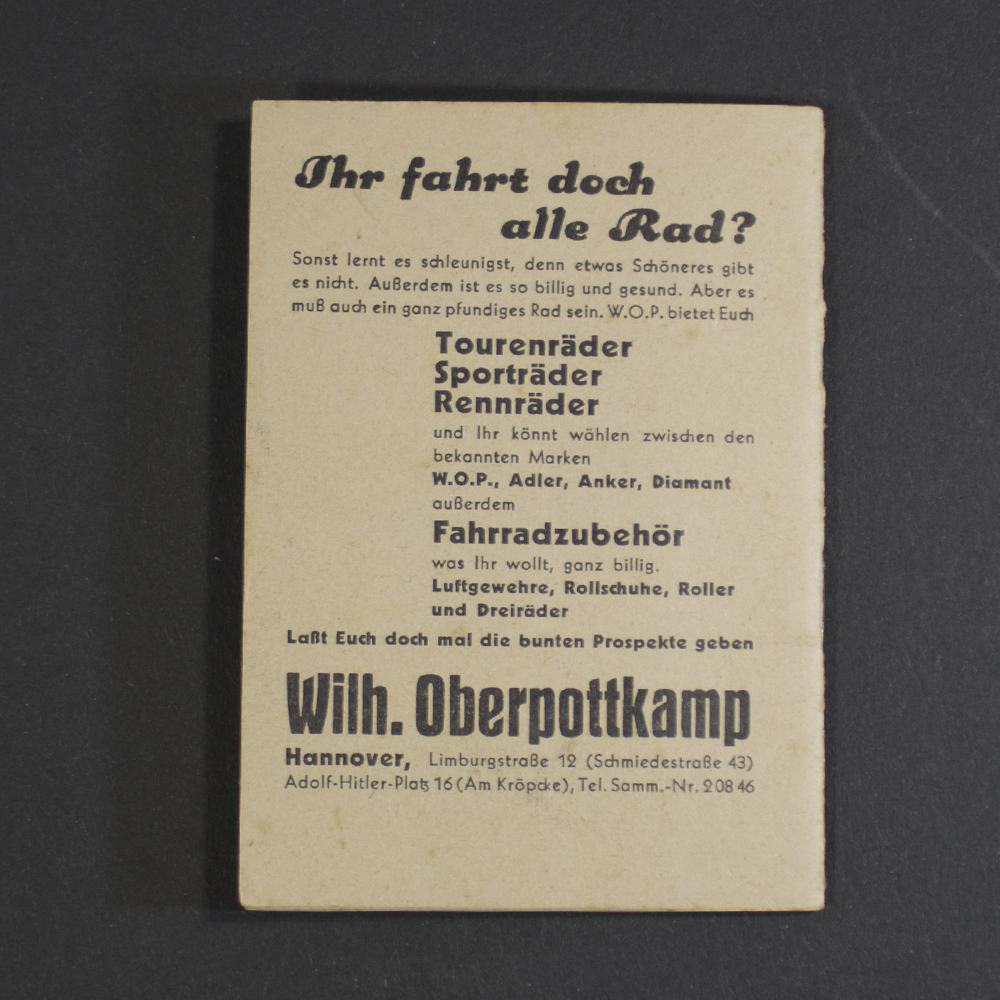 Ihr fahrt doch
alle Rad?
Sonst lernt es schleunigst, denn etwas Schöneres gibt
es nicht. Außerdem ist es so billig und gesund. Aber es
muß auch ein ganz pfundiges Rad sein. W.O.P. bietet Euch
Tourenräder
Sporträder
Rennräder
und Ihr könnt wählen zwischen den
bekannten Marken
W.O.P., Adler, Anker, Diamant
außerdem
Fahrradzubehör
was Ihr wollt, ganz billig.
Luftgewehre, Rollschuhe, Roller
und Dreiräder
Laßt Euch doch mal die bunten Prospekte geben
Wilh. Oberpottkamp
Hannover, Limburgstraße 12 (Schmiedestraße 43)
Adolf-Hitler-Platz 16 (Am Kröpcke), Tel. Samm.-Nr. 208 46